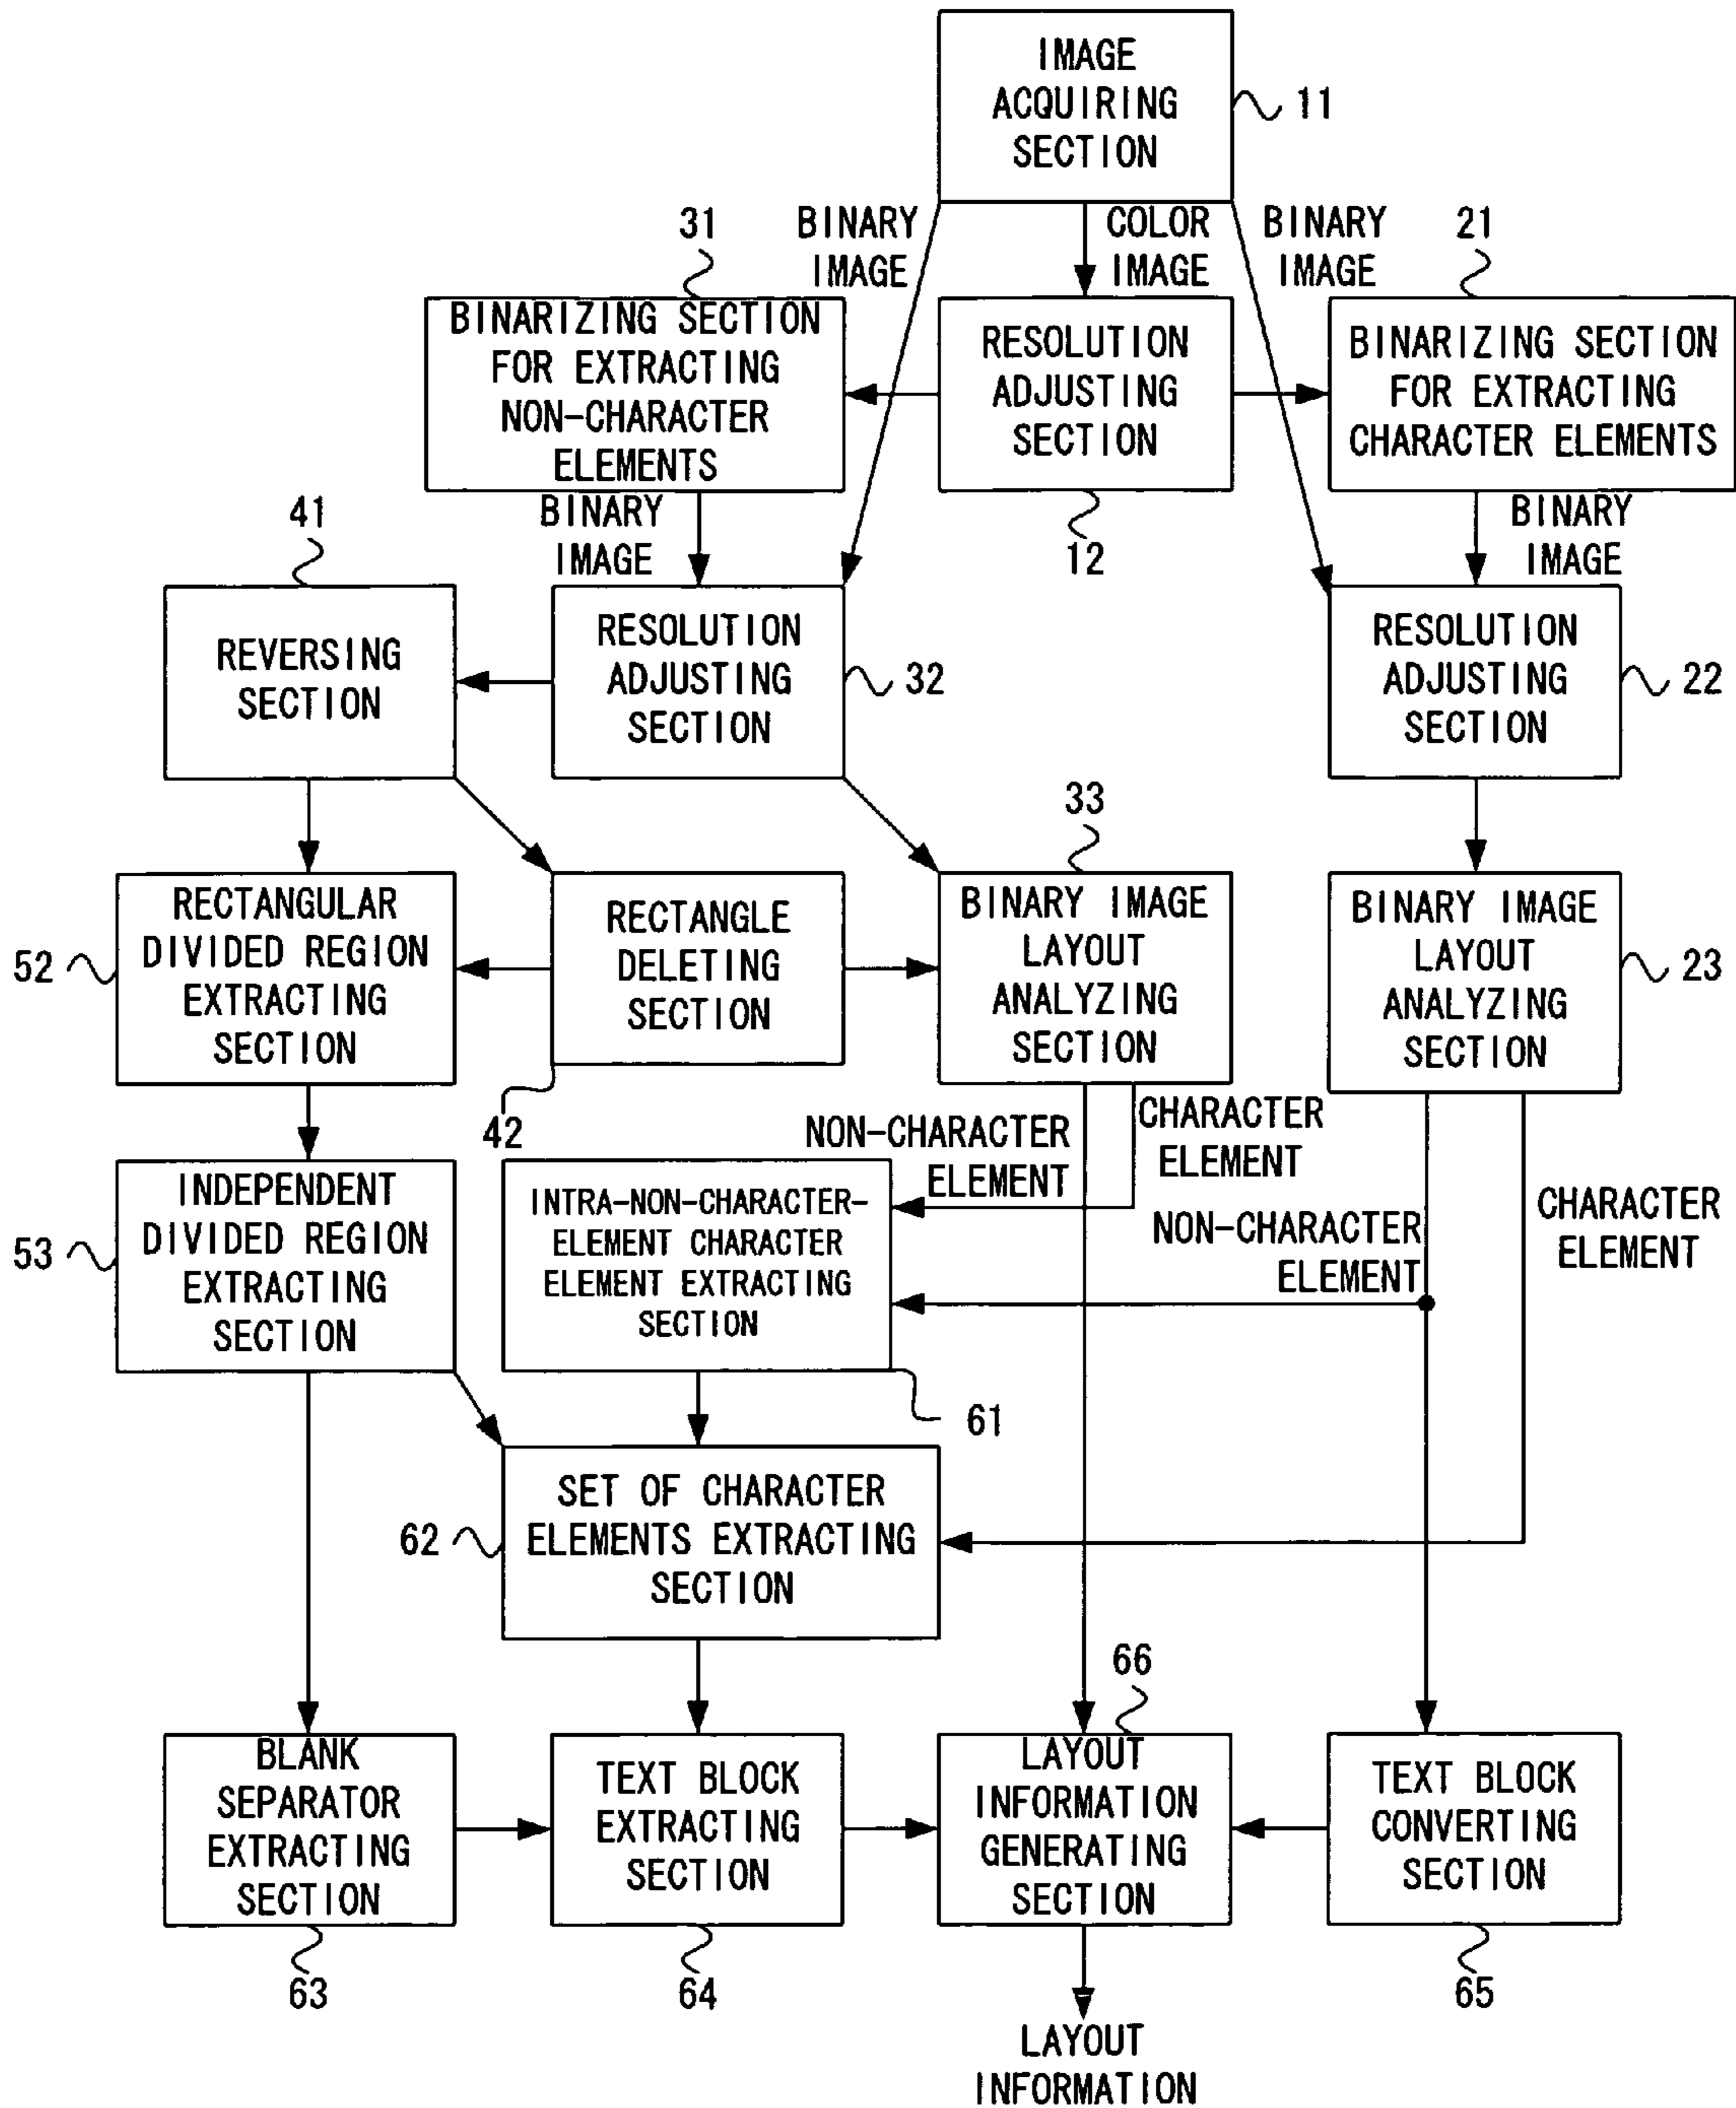 IMAGE
ACQUIRING
SECTION
11
31
BINARY
IMAGE
COLOR
IMAGE
BINARY
IMAGE
21
BINARIZING SECTION
FOR EXTRACTING
NON-CHARACTER
ELEMENTS
RESOLUTION
ADJUSTING
SECTION
12
BINARIZING SECTION
FOR EXTRACTING
CHARACTER ELEMENTS
41
BINARY
IMAGE
BINARY
IMAGE
REVERSING
SECTION
RESOLUTION
ADJUSTING
SECTION
32
RESOLUTION
ADJUSTING
SECTION
22
33
52
RECTANGULAR
DIVIDED REGION
EXTRACTING
SECTION
RECTANGLE
DELETING
SECTION
42
BINARY IMAGE
LAYOUT
ANALYZING
SECTION
BINARY IMAGE
LAYOUT
ANALYZING
SECTION
23
NON-CHARACTER
ELEMENT
CHARACTER
ELEMENT
53
INDEPENDENT
DIVIDED REGION
EXTRACTING
SECTION
INTRA-NON-CHARACTER-
ELEMENT CHARACTER
ELEMENT EXTRACTING
SECTION
61
NON-CHARACTER
ELEMENT
CHARACTER
ELEMENT
62
SET OF CHARACTER
ELEMENTS EXTRACTING
SECTION
66
BLANK
SEPARATOR
EXTRACTING
SECTION
63
TEXT BLOCK
EXTRACTING
SECTION
64
LAYOUT
INFORMATION
GENERATING
SECTION
TEXT BLOCK
CONVERTING
SECTION
65
LAYOUT
INFORMATION